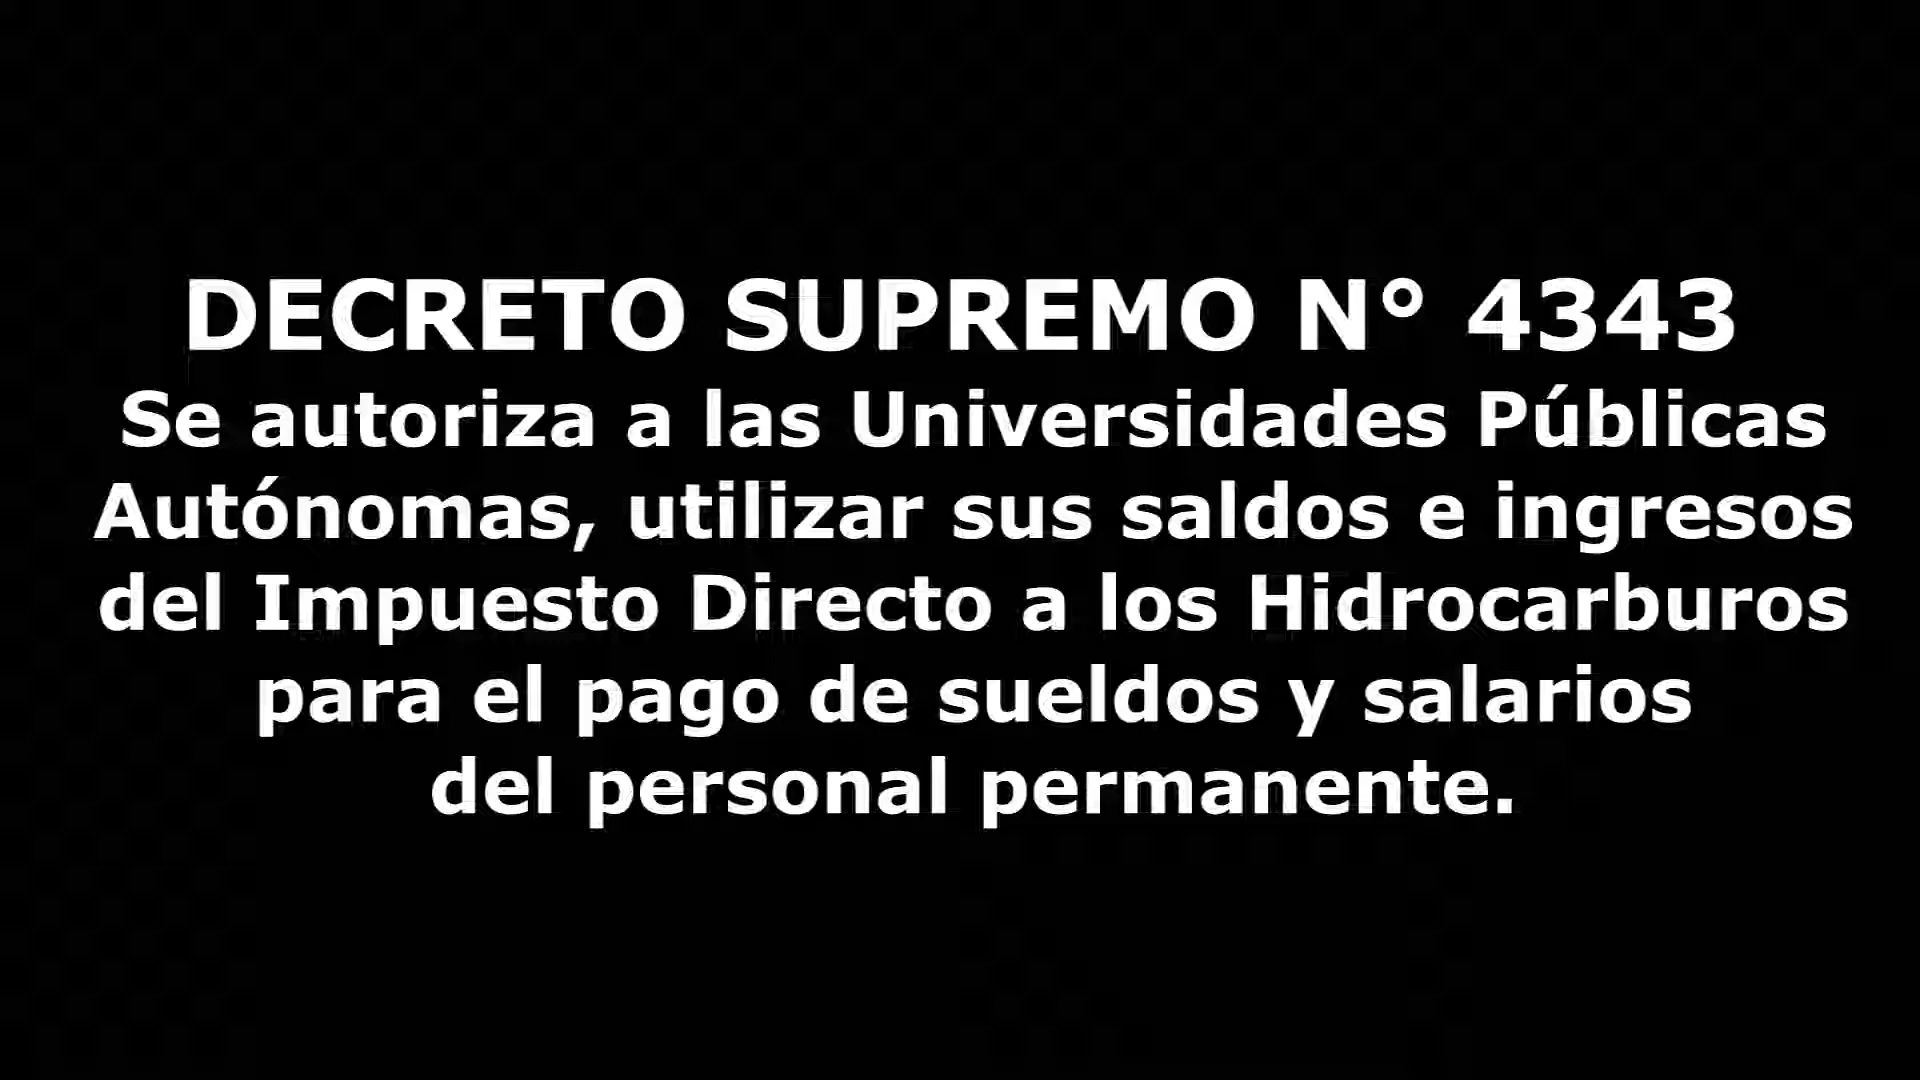 DECRETO SUPREMO N° 4343
Se autoriza a las Universidades Públicas
Autónomas, utilizar sus saldos e ingresos
del Impuesto Directo a los Hidrocarburos
para el pago de sueldos y salarios
del personal permanente.